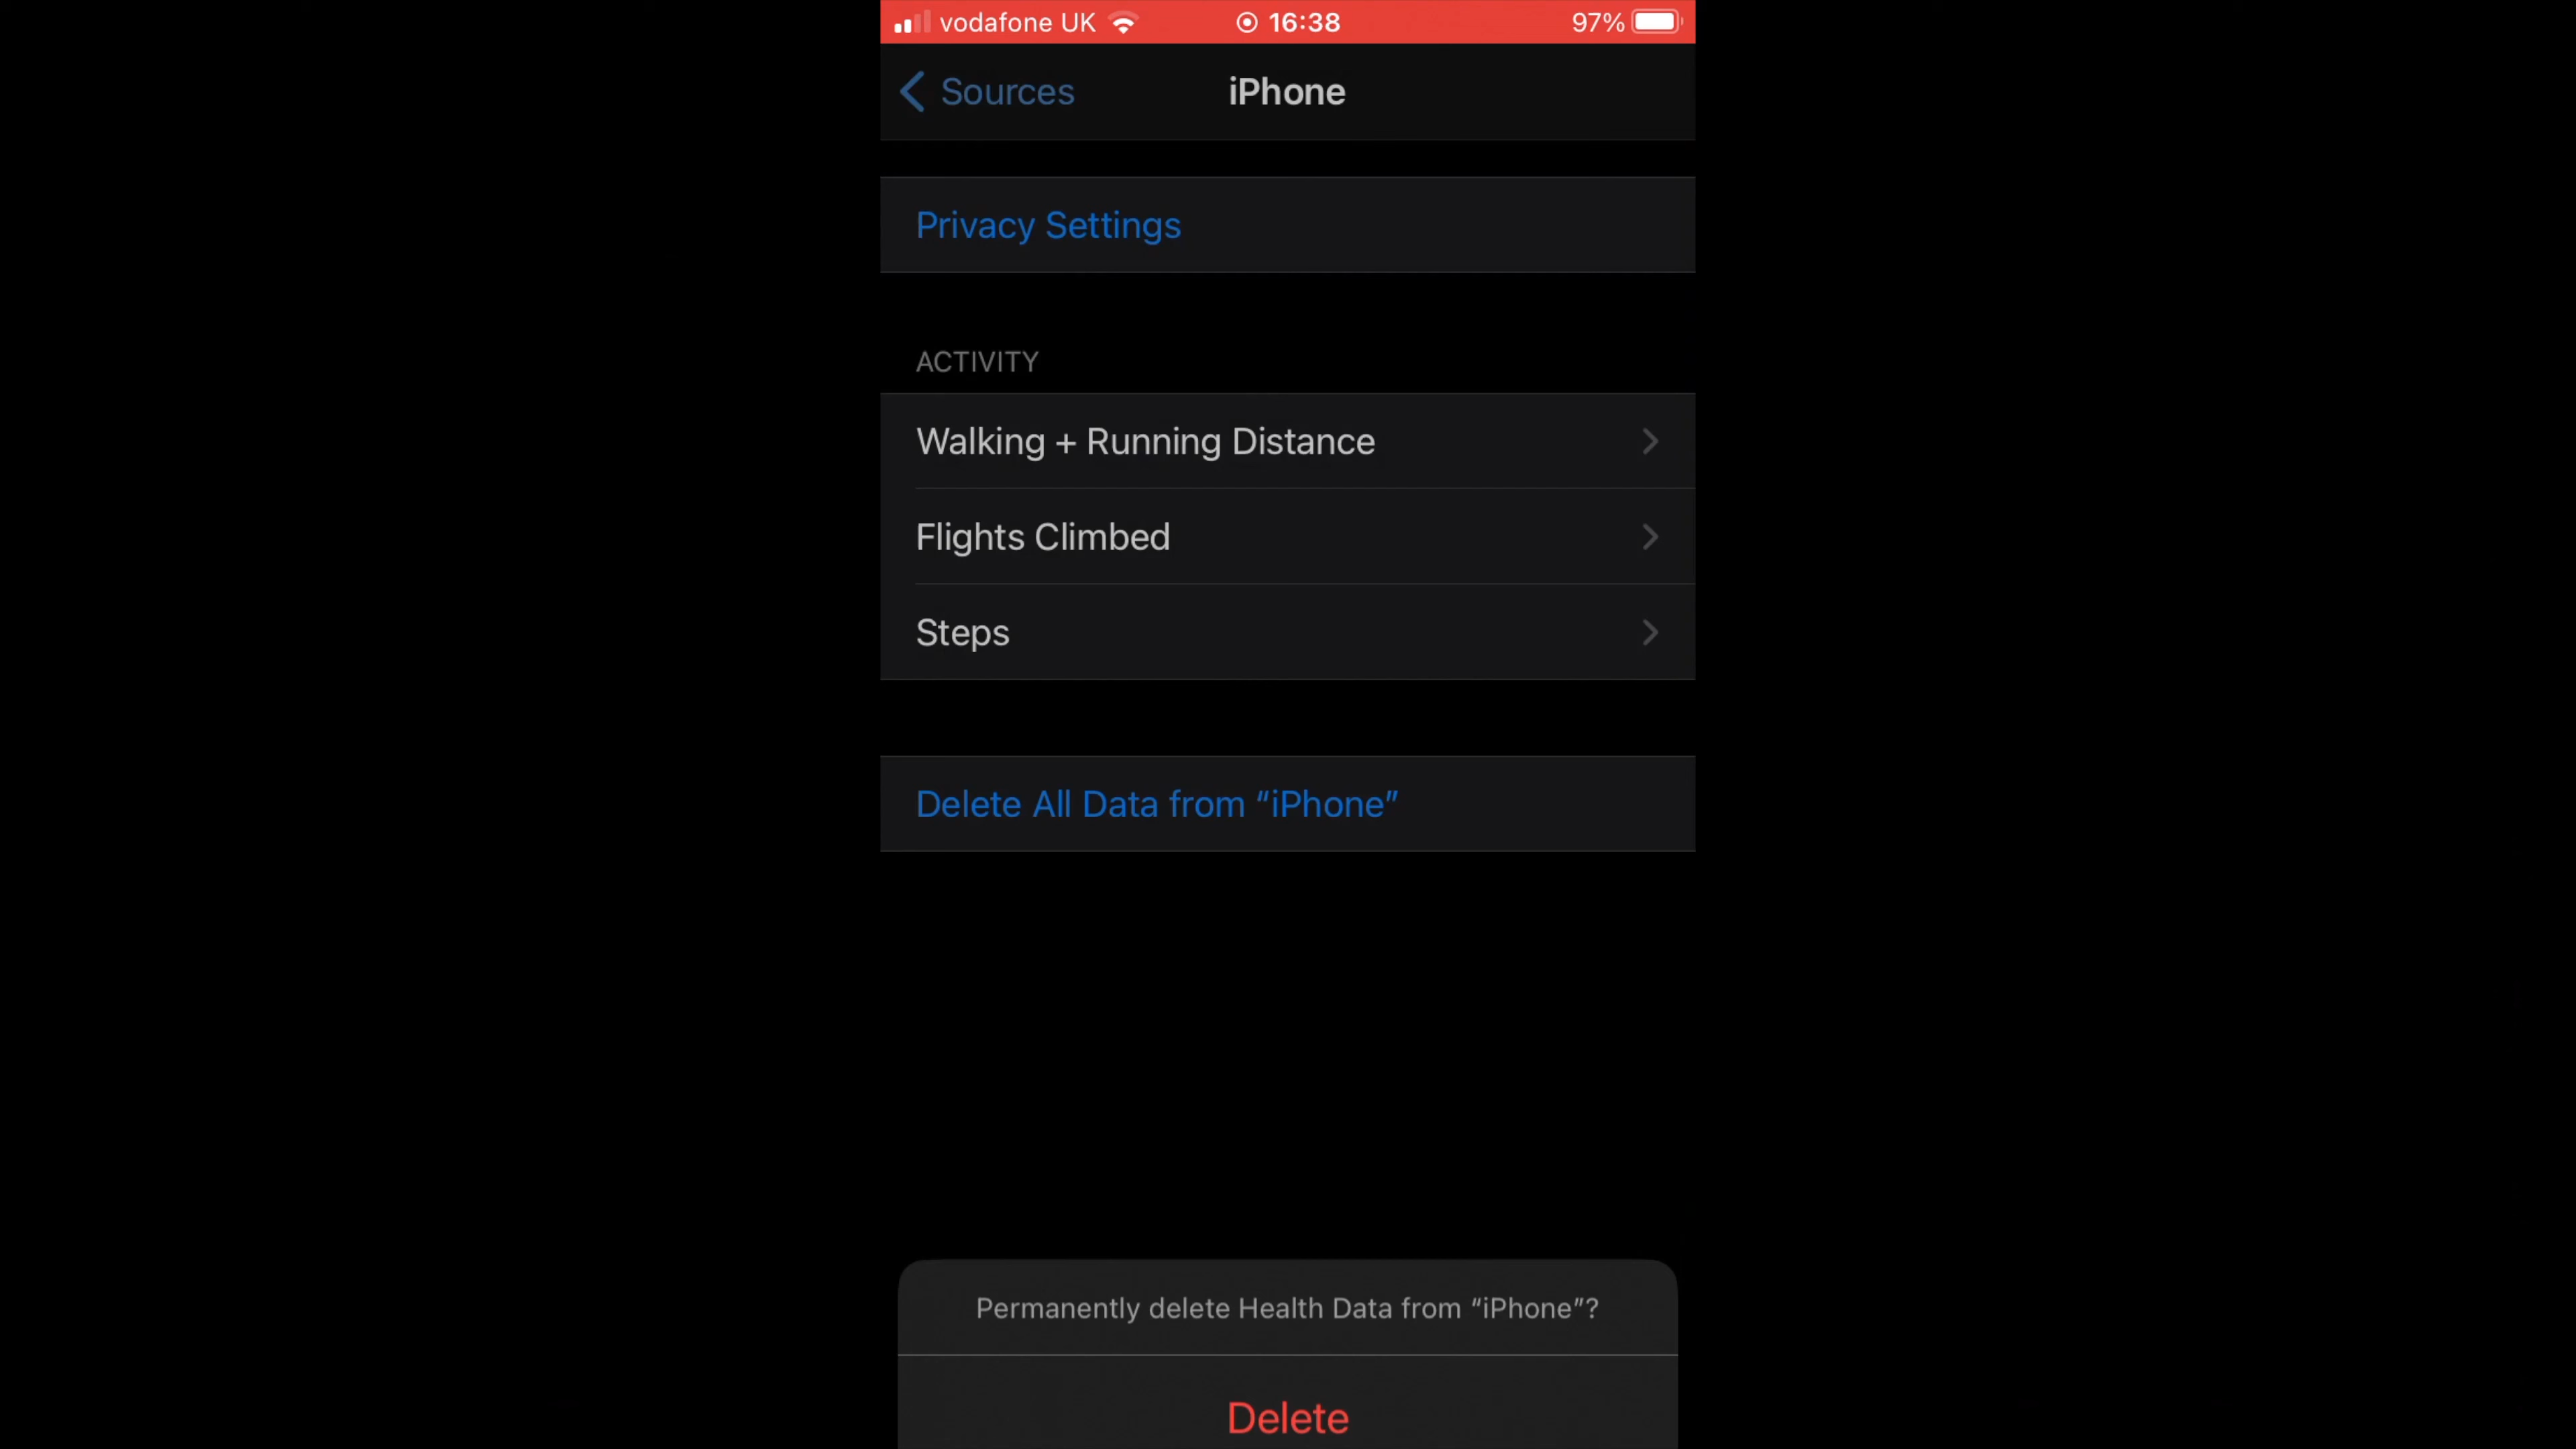 vodafone UK 16:38 97%
Sources iPhone
Privacy Settings
ACTIVITY
Walking + Running Distance
Flights Climbed
Steps
Delete All Data from “iPhone”
Permanently delete Health Data from “iPhone”?
Delete